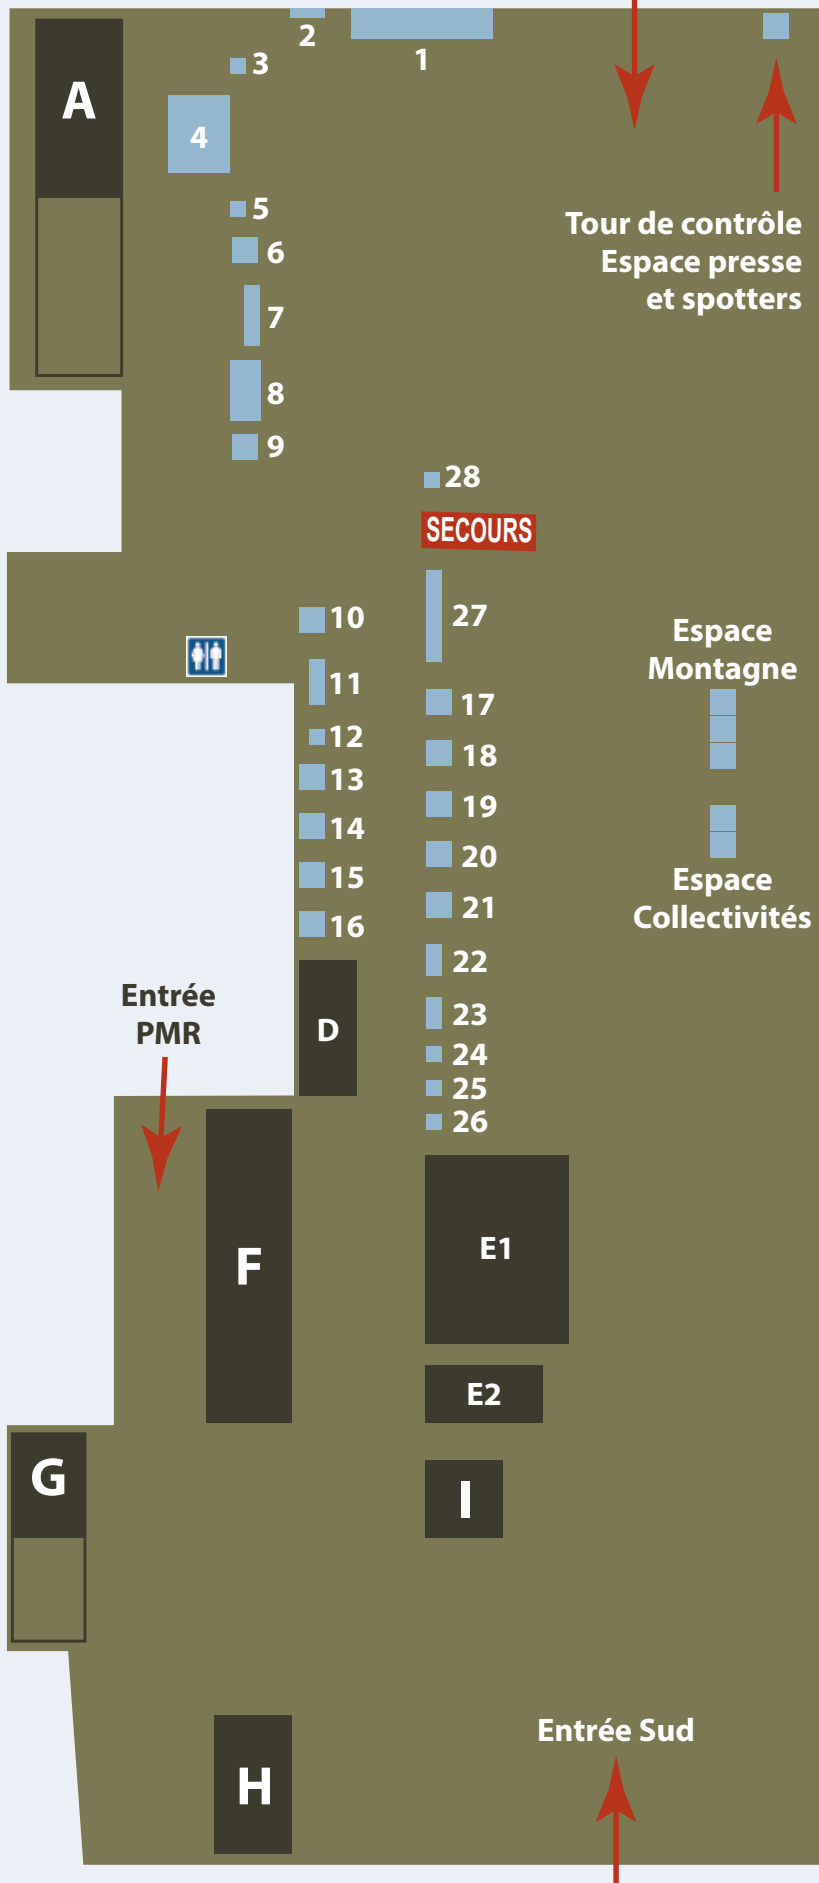 2
1
3
A
4
5
Tour de contrôle
Espace presse
et spotters
6
7
8
9
28
SECOURS
10
27
Espace
Montagne
11
17
12
18
13
19
14
20
15
Espace
Collectivités
21
16
22
Entrée
PMR
23
D
24
25
26
E1
F
E2
G
I
Entrée Sud
H